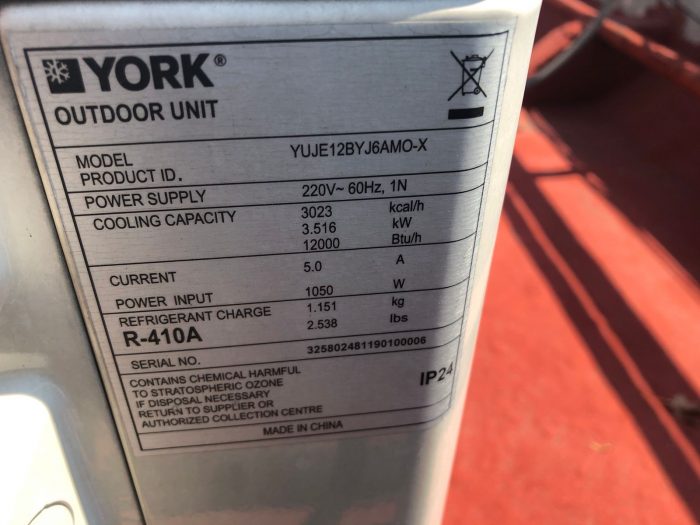 YORK®
OUTDOOR UNIT
MODEL YUJE12BYJ6AMO-X
PRODUCT ID.
POWER SUPPLY 220V~ 60Hz, 1N
COOLING CAPACITY 3023 kcal/h
3.516 kW
12000 Btu/h
CURRENT 5.0 A
POWER INPUT 1050 W
REFRIGERANT CHARGE 1.151 kg
R-410A 2.538 lbs
SERIAL NO. 325802481190100006
CONTAINS CHEMICAL HARMFUL
TO STRATOSPHERIC OZONE
IF DISPOSAL NECESSARY
RETURN TO SUPPLIER OR
AUTHORIZED COLLECTION CENTRE
IP24
MADE IN CHINA